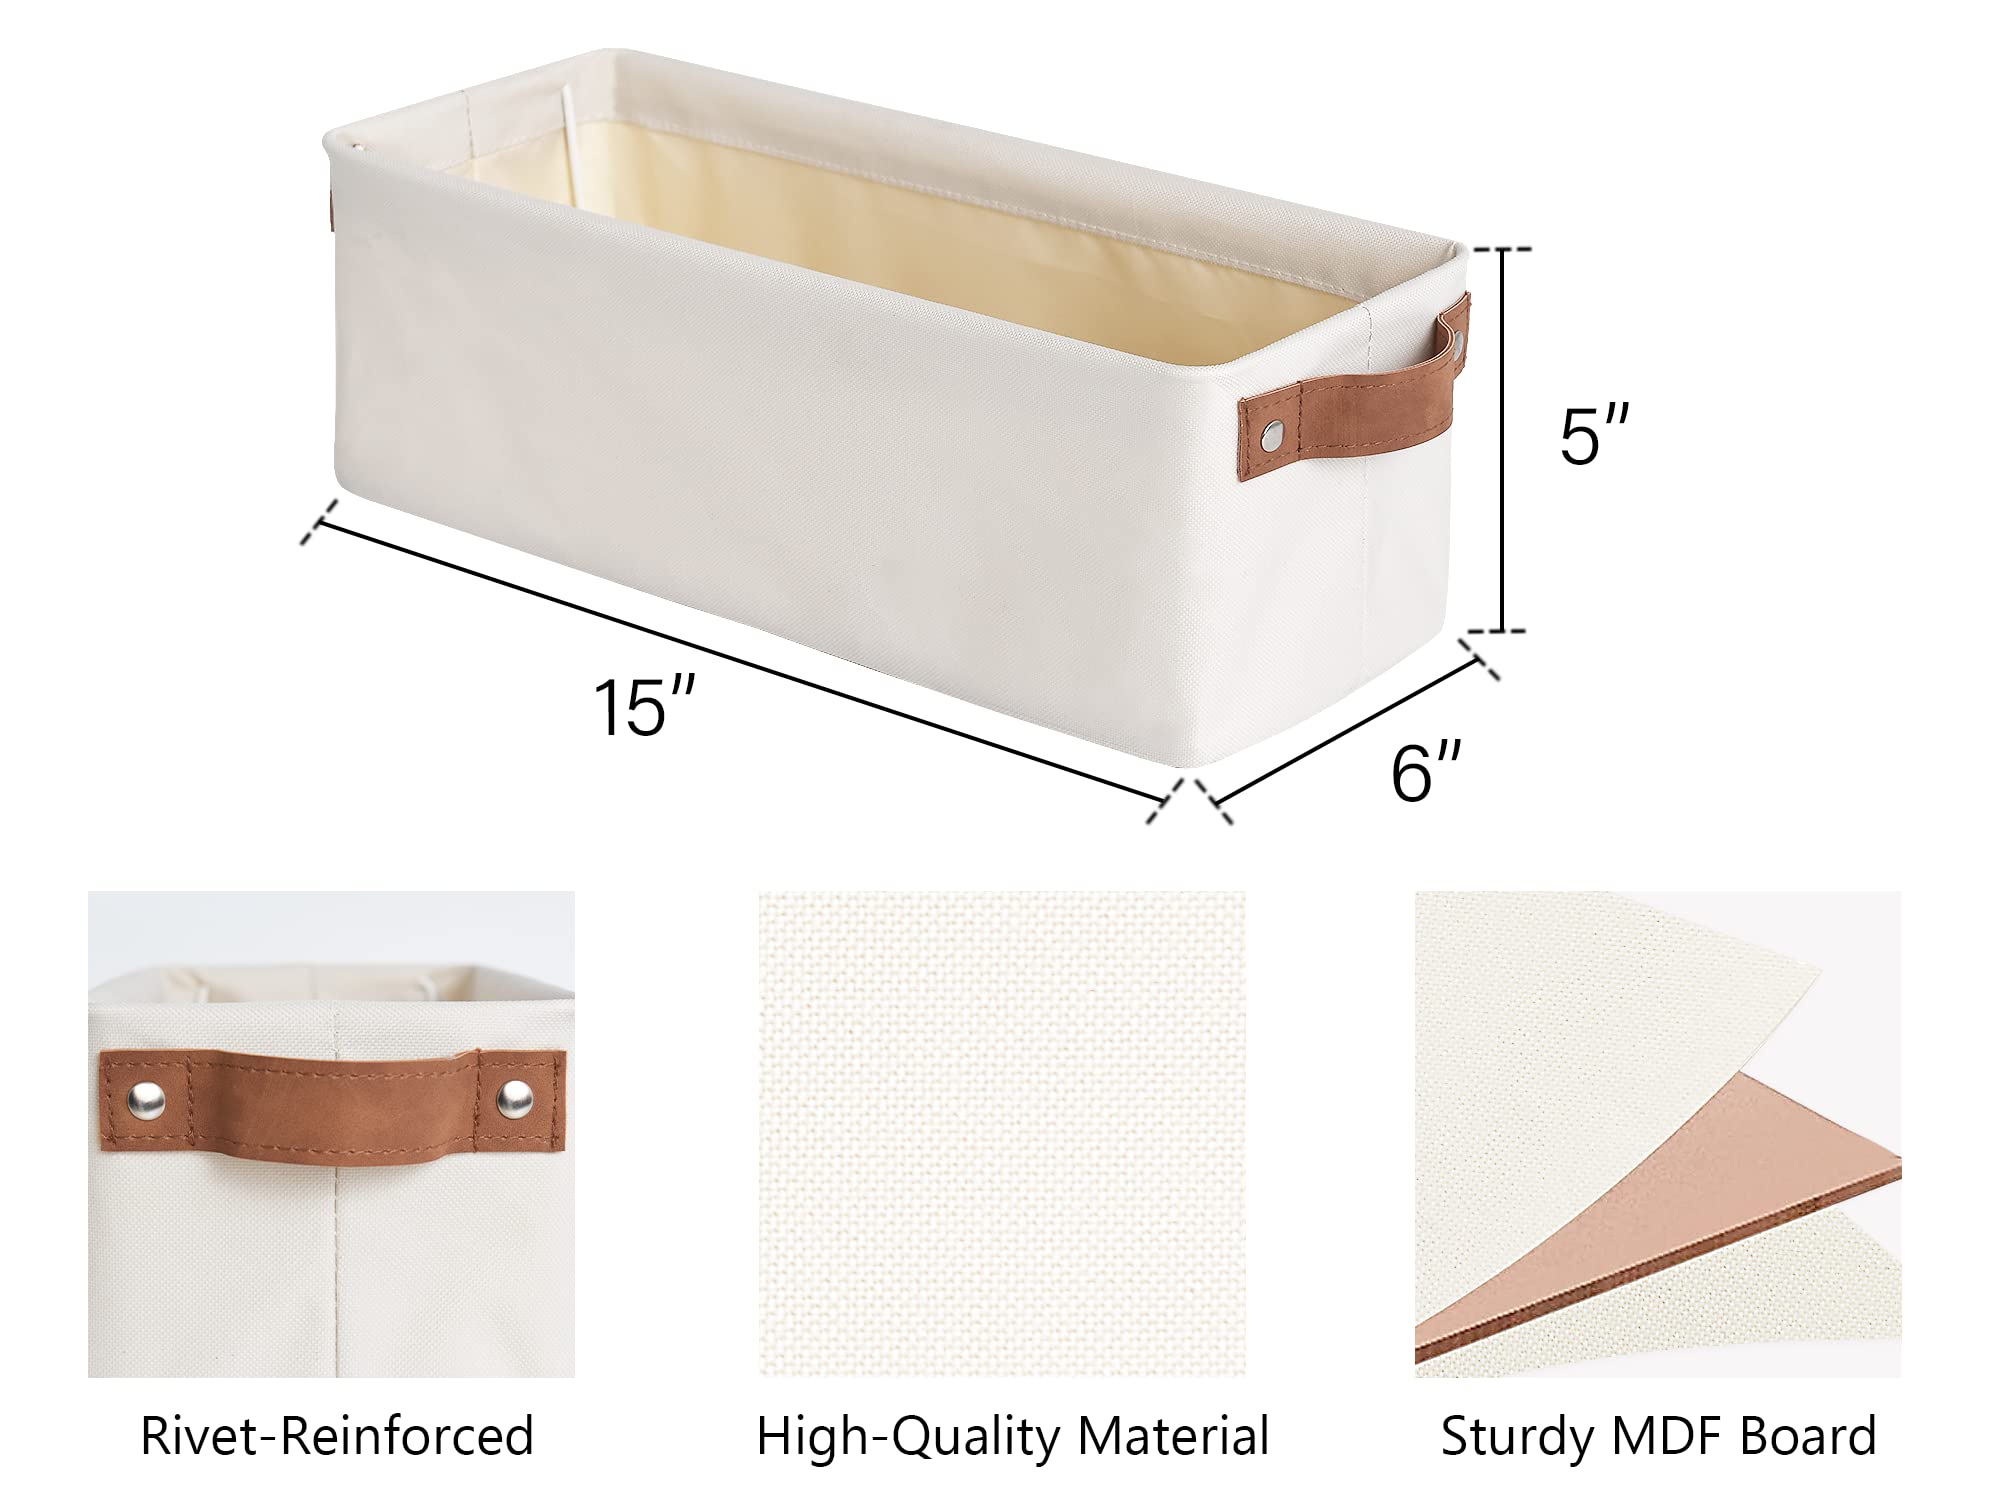 5″
15″
6″
Rivet-Reinforced
High-Quality Material
Sturdy MDF Board